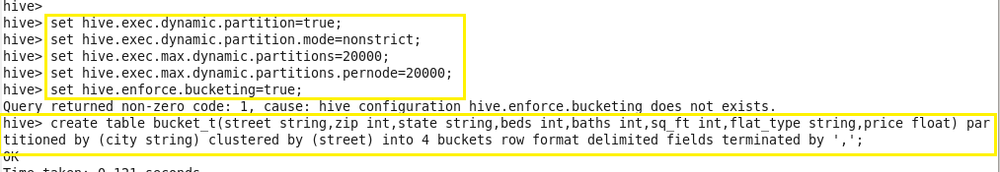 hive>
hive> set hive.exec.dynamic.partition=true;
hive> set hive.exec.dynamic.partition.mode=nonstrict;
hive> set hive.exec.max.dynamic.partitions=20000;
hive> set hive.exec.max.dynamic.partitions.pernode=20000;
hive> set hive.enforce.bucketing=true;
Query returned non-zero code: 1, cause: hive configuration hive.enforce.bucketing does not exists.
hive> create table bucket_t(street string,zip int,state string,beds int,baths int,sq_ft int,flat_type string,price float) par
titioned by (city string) clustered by (street) into 4 buckets row format delimited fields terminated by ',';
OK
Time taken: 0.121 seconds